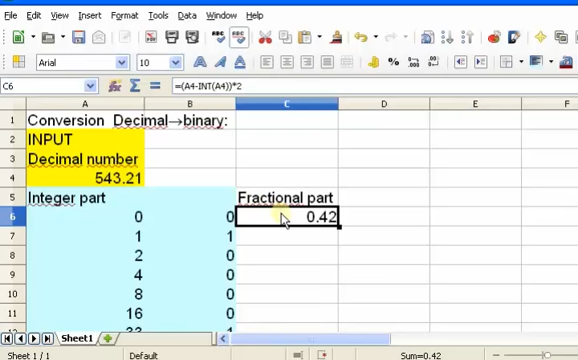 File Edit View Insert Format Tools Data Window Help
Arial 10
C6 =(A4-INT(A4))*2
A B C D E F
1 Conversion Decimal→binary:
2 INPUT
3 Decimal number
4 543.21
5 Integer part Fractional part
6 0 0 0.42
7 1 1
8 2 0
9 4 0
10 8 0
11 16 0
12 33 1
Sheet1
Sheet 1 / 1 Default Sum=0.42